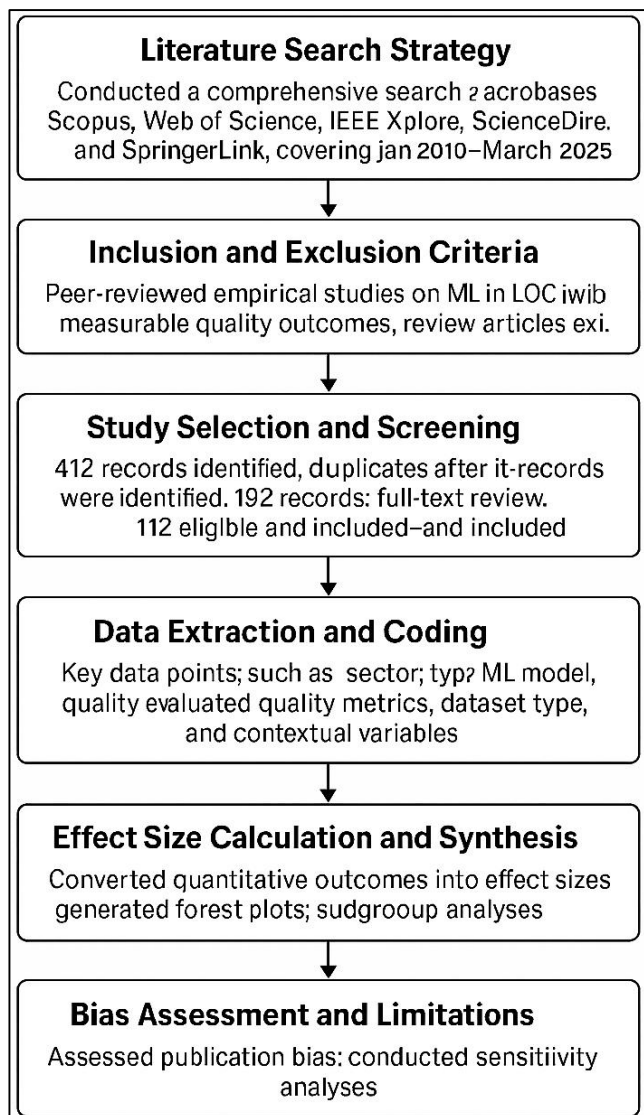 Literature Search Strategy
Conducted a comprehensive search 2 acrobases
Scopus, Web of Science, IEEE Xplore, ScienceDire.
and SpringerLink, covering jan 2010–March 2025
Inclusion and Exclusion Criteria
Peer-reviewed empirical studies on ML in LOC iwib
measurable quality outcomes, review articles exi.
Study Selection and Screening
412 records identified, duplicates after it-records
were identified. 192 records: full-text review.
112 eliglble and included–and included
Data Extraction and Coding
Key data points; such as sector; typ? ML model,
quality evaluated quality metrics, dataset type,
and contextual variables
Effect Size Calculation and Synthesis
Converted quantitative outcomes into effect sizes
generated forest plots; sudgrooup analyses
Bias Assessment and Limitations
Assessed publication bias: conducted sensitiivity
analyses